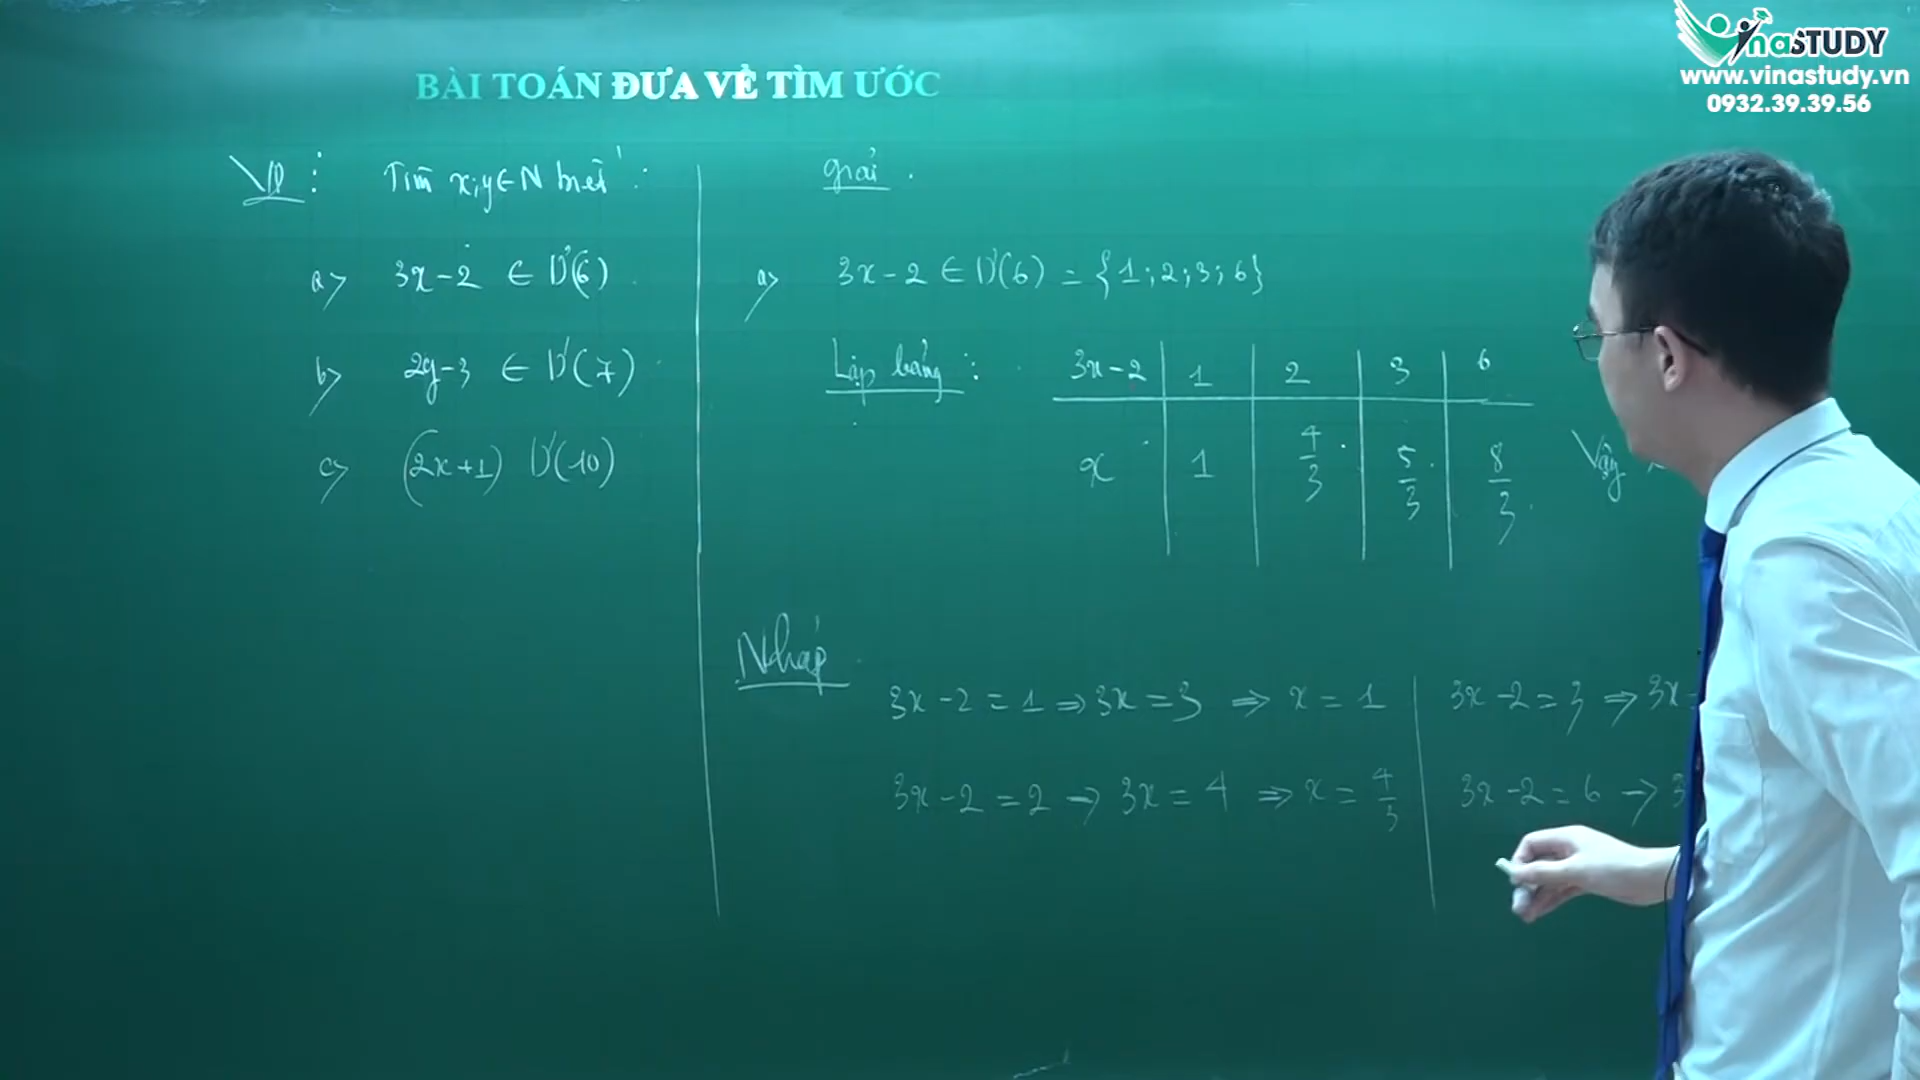 VinaSTUDY
www.vinastudy.vn
0932.39.39.56
BÀI TOÁN ĐƯA VỀ TÌM ƯỚC
VD : Tìm x,y ∈ N biết :
a> 3x-2 ∈ Ư(6)
b> 2y-3 ∈ Ư(7)
c> (2x+1) Ư(10)
Giải .
a> 3x-2 ∈ Ư(6) = {1;2;3;6}
Lập bảng :
3x-2 | 1 | 2 | 3 | 6
x | 1 | 4/3 | 5/3 | 8/3
Vậy
Nháp
3x-2=1 ⇒ 3x=3 ⇒ x=1
3x-2=2 → 3x=4 ⇒ x=4/3
3x-2=3 ⇒ 3x=
3x-2=6 → 3